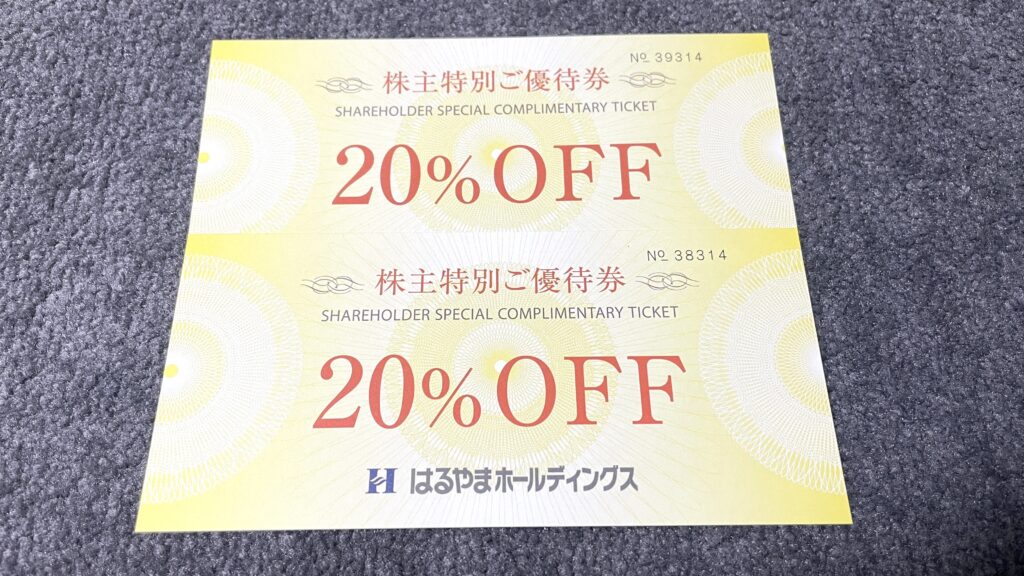 Nº 39314
株主特別ご優待券
SHAREHOLDER SPECIAL COMPLIMENTARY TICKET
20%OFF
Nº 38314
株主特別ご優待券
SHAREHOLDER SPECIAL COMPLIMENTARY TICKET
20%OFF
H はるやまホールディングス